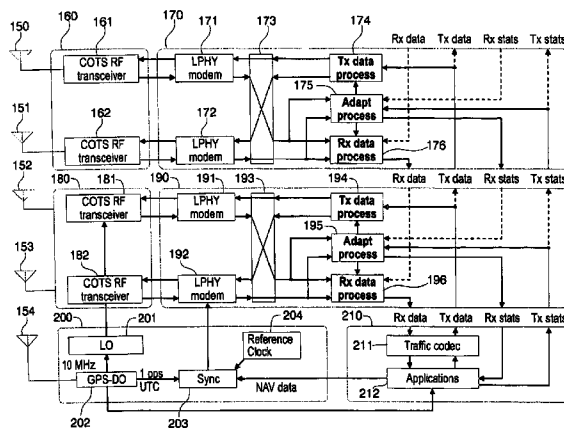 150 160 161 170 171 173 174 Rx data Tx data Rx stats Tx stats
COTS RF transceiver
LPHY modem
Tx data process
175
Adapt process
151
162
172
COTS RF transceiver
LPHY modem
Rx data process
176
152
180 181 190 191 193 194 Rx data Tx data Rx stats Tx stats
COTS RF transceiver
LPHY modem
Tx data process
195
Adapt process
153
182
192
COTS RF transceiver
LPHY modem
Rx data process
196
154
200 201 204 210 Rx data Tx data Rx stats Tx stats
LO
Reference Clock
211
Traffic codec
10 MHz
GPS-DO
1 pps
UTC
Sync
NAV data
212
Applications
202
203